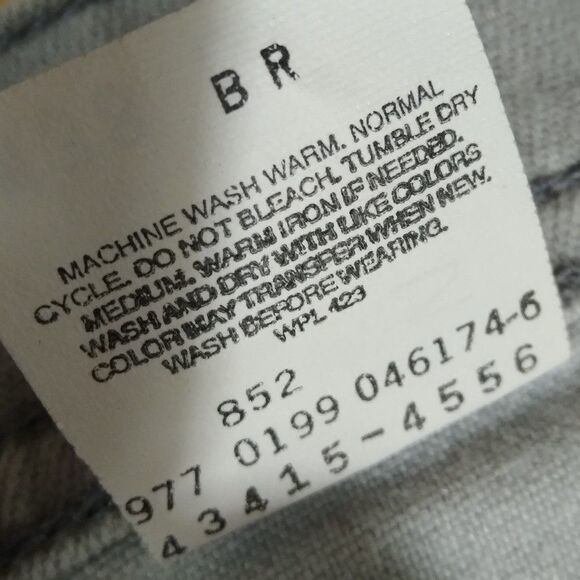 BR
MACHINE WASH WARM. NORMAL
CYCLE. DO NOT BLEACH. TUMBLE DRY
MEDIUM. WARM IRON IF NEEDED.
WASH AND DRY WITH LIKE COLORS
COLOR MAY TRANSFER WHEN NEW.
WASH BEFORE WEARING.
WPL 423
852
977 0199 046174-6
43415-4556